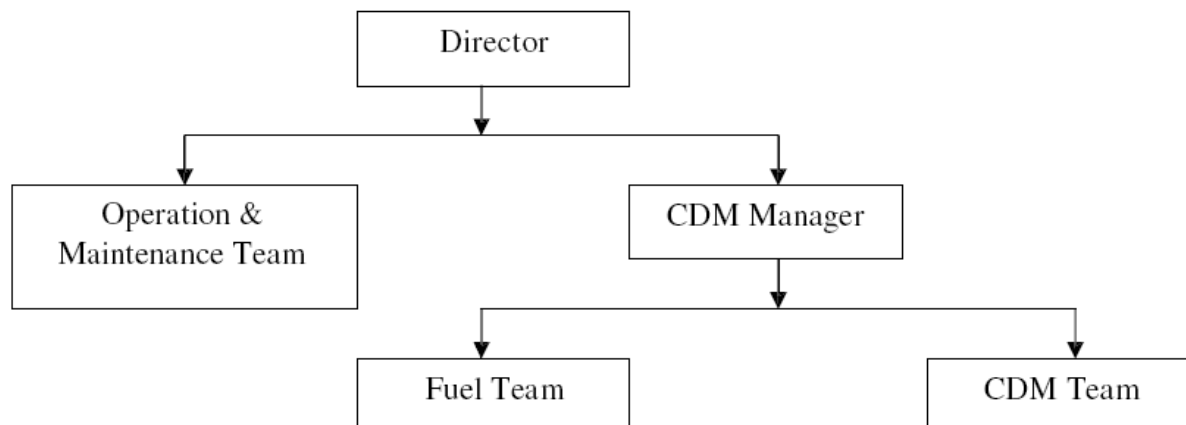 Director
Operation &
Maintenance Team
CDM Manager
Fuel Team
CDM Team